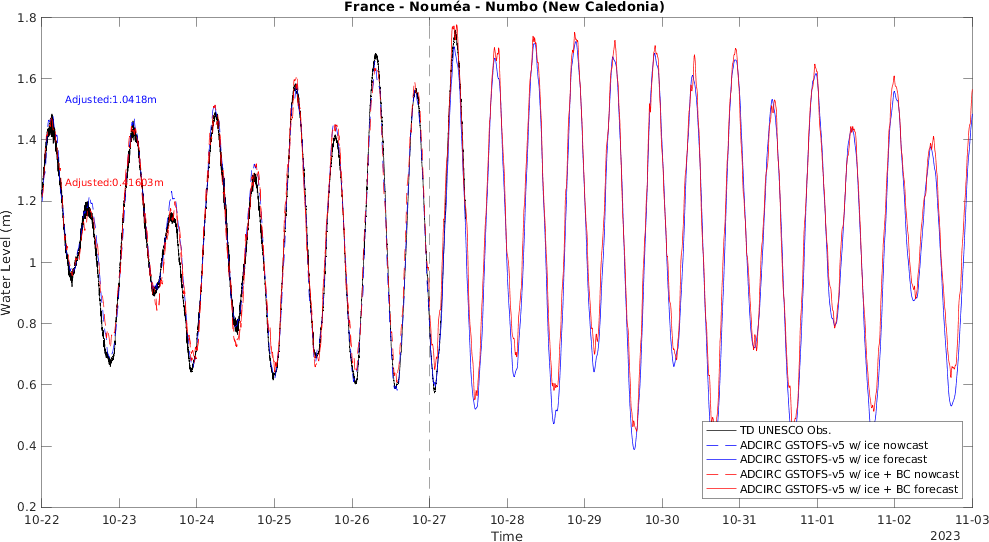 France - Nouméa - Numbo (New Caledonia)
Water Level (m)
1.8
1.6
1.4
1.2
1
0.8
0.6
0.4
0.2
Adjusted:1.0418m
Adjusted:0.41603m
TD UNESCO Obs.
ADCIRC GSTOFS-v5 w/ ice nowcast
ADCIRC GSTOFS-v5 w/ ice forecast
ADCIRC GSTOFS-v5 w/ ice + BC nowcast
ADCIRC GSTOFS-v5 w/ ice + BC forecast
10-22 10-23 10-24 10-25 10-26 10-27 10-28 10-29 10-30 10-31 11-01 11-02 11-03
Time
2023